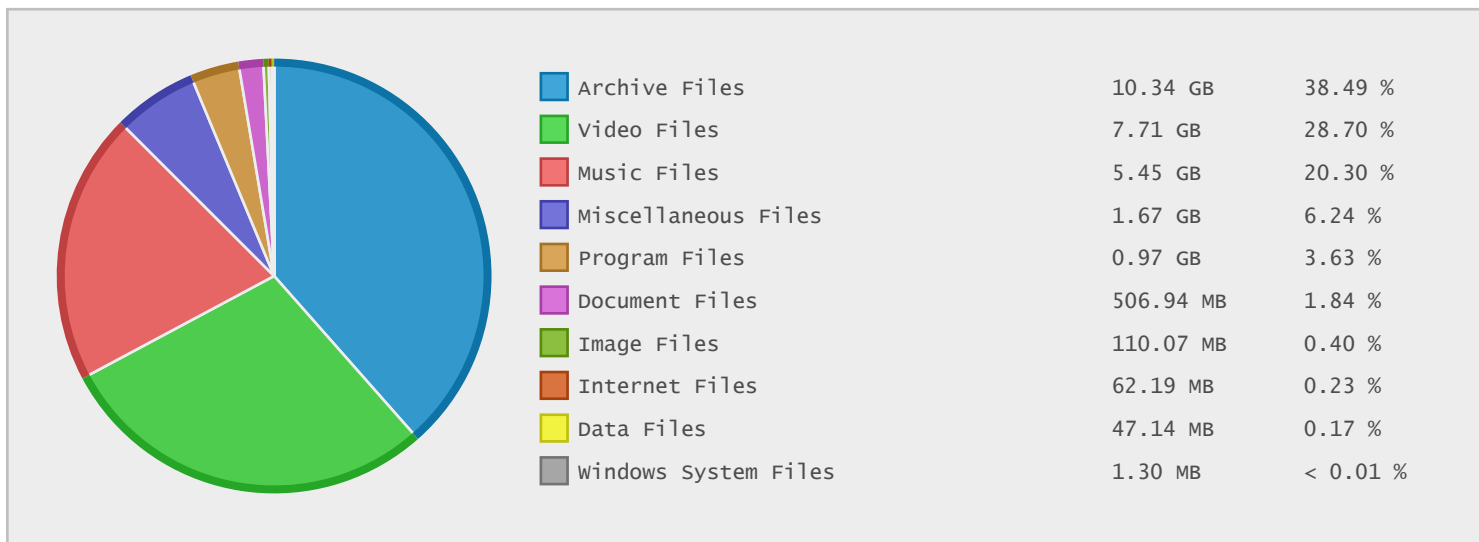 Archive Files 10.34 GB 38.49 %
Video Files 7.71 GB 28.70 %
Music Files 5.45 GB 20.30 %
Miscellaneous Files 1.67 GB 6.24 %
Program Files 0.97 GB 3.63 %
Document Files 506.94 MB 1.84 %
Image Files 110.07 MB 0.40 %
Internet Files 62.19 MB 0.23 %
Data Files 47.14 MB 0.17 %
Windows System Files 1.30 MB < 0.01 %